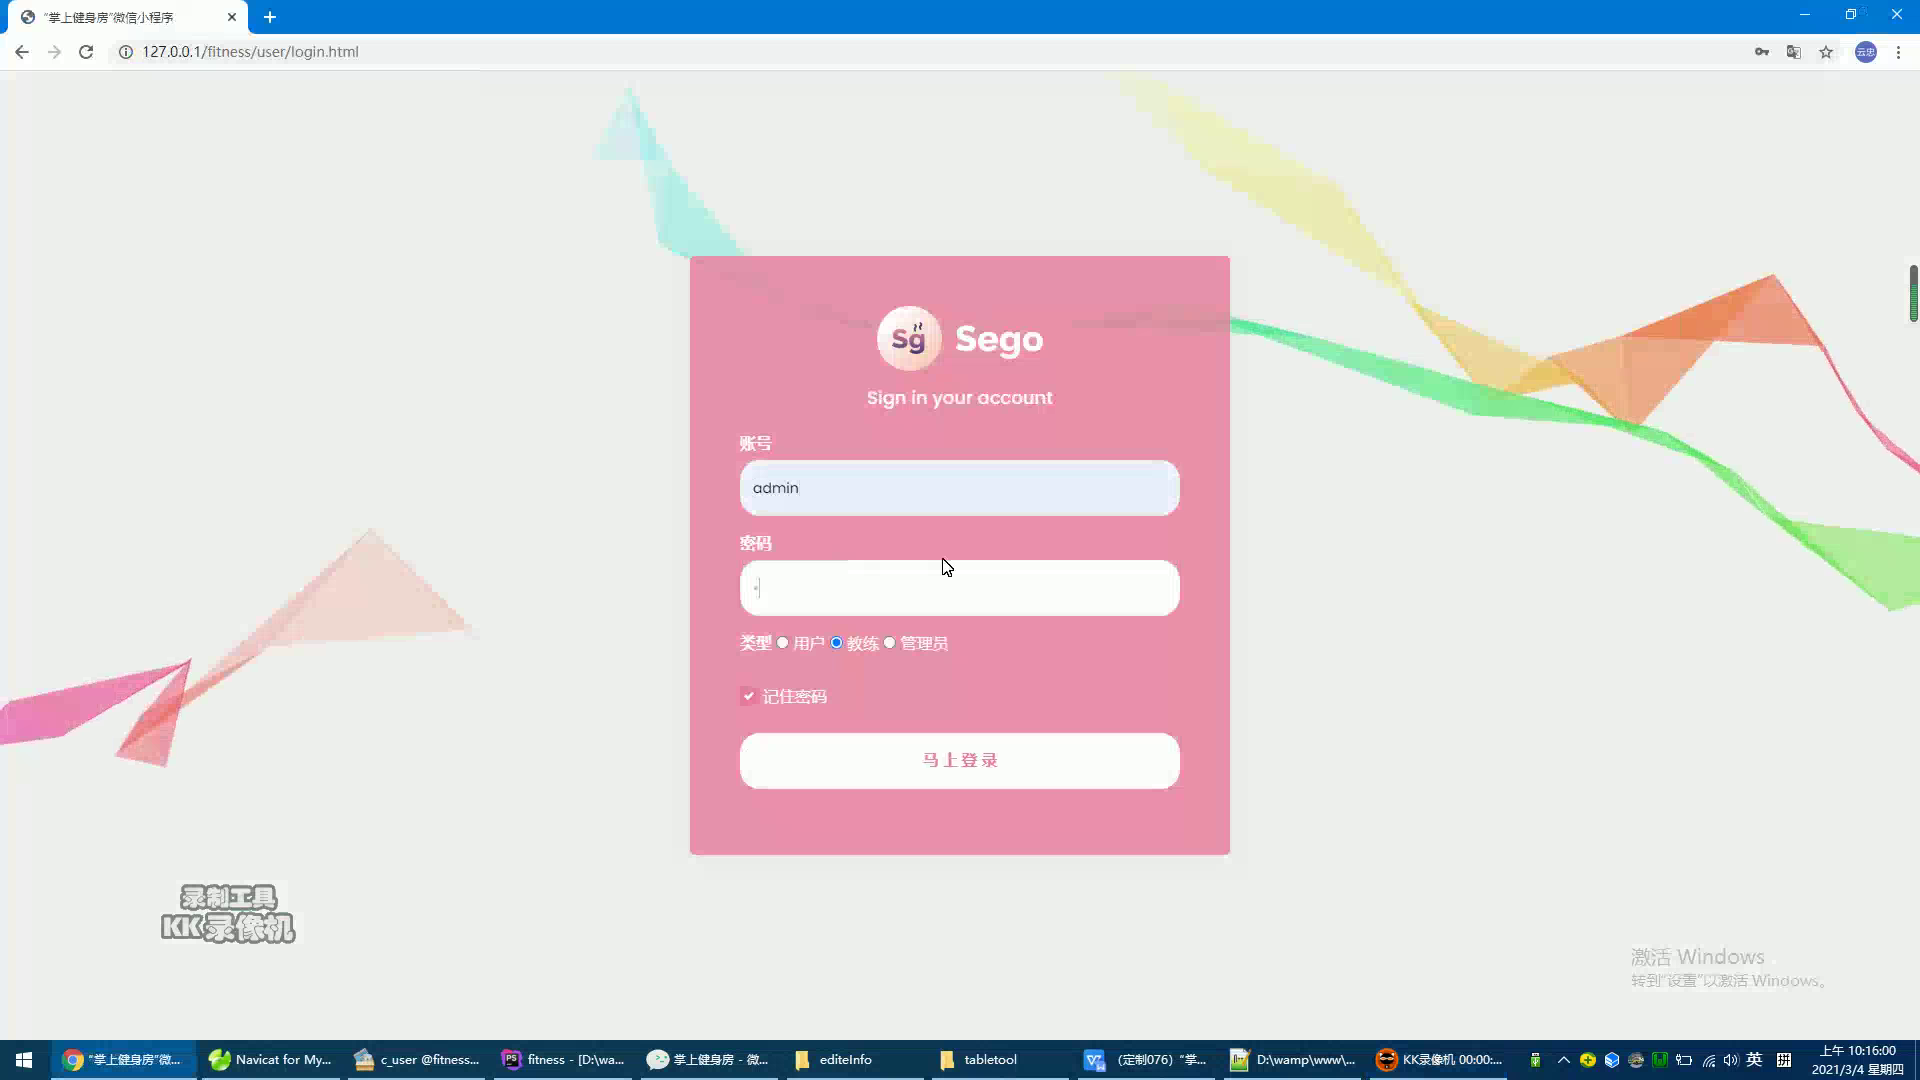 “掌上健身房”微信小程序
127.0.0.1/fitness/user/login.html
云忠
Sg Sego
Sign in your account
账号
admin
密码
类型 用户 教练 管理员
记住密码
马上登录
录制工具
KK录像机
激活 Windows
转到“设置”以激活 Windows。
“掌上健身房”微...
Navicat for My...
c_user @fitness...
fitness - [D:\wa...
掌上健身房 - 微...
editeInfo
tabletool
(定制076) “掌...
D:\wamp\www\...
KK录像机 00:00:...
英
拼
上午 10:16:00
2021/3/4 星期四